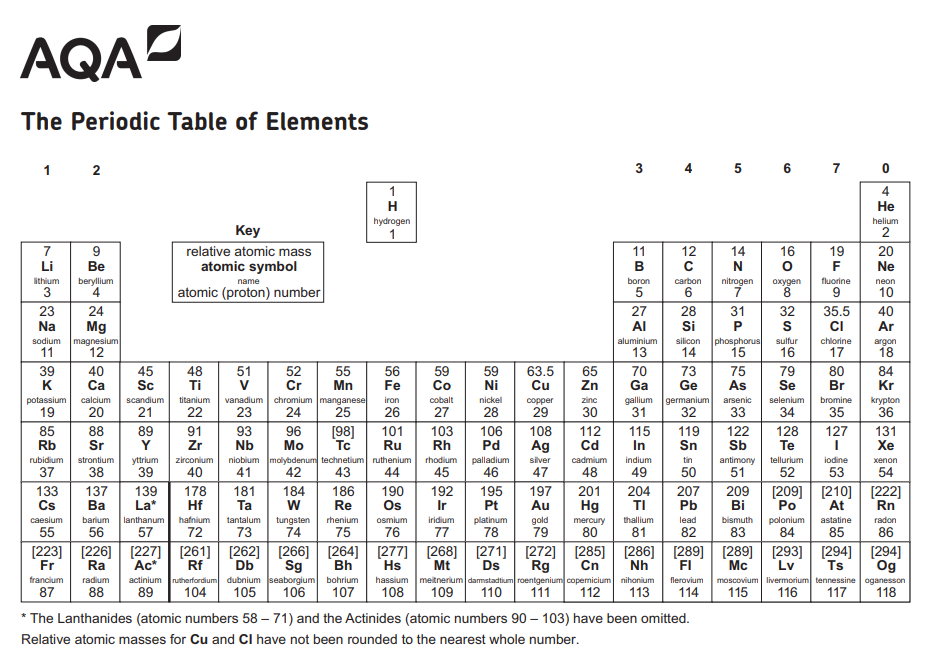 AQA
The Periodic Table of Elements
1 2 3 4 5 6 7 0
1 4
H He
hydrogen helium
1 2
Key
relative atomic mass
atomic symbol
name
atomic (proton) number
7 9 11 12 14 16 19 20
Li Be B C N O F Ne
lithium beryllium boron carbon nitrogen oxygen fluorine neon
3 4 5 6 7 8 9 10
23 24 27 28 31 32 35.5 40
Na Mg Al Si P S Cl Ar
sodium magnesium aluminium silicon phosphorus sulfur chlorine argon
11 12 13 14 15 16 17 18
39 40 45 48 51 52 55 56 59 59 63.5 65 70 73 75 79 80 84
K Ca Sc Ti V Cr Mn Fe Co Ni Cu Zn Ga Ge As Se Br Kr
potassium calcium scandium titanium vanadium chromium manganese iron cobalt nickel copper zinc gallium germanium arsenic selenium bromine krypton
19 20 21 22 23 24 25 26 27 28 29 30 31 32 33 34 35 36
85 88 89 91 93 96 [98] 101 103 106 108 112 115 119 122 128 127 131
Rb Sr Y Zr Nb Mo Tc Ru Rh Pd Ag Cd In Sn Sb Te I Xe
rubidium strontium yttrium zirconium niobium molybdenum technetium ruthenium rhodium palladium silver cadmium indium tin antimony tellurium iodine xenon
37 38 39 40 41 42 43 44 45 46 47 48 49 50 51 52 53 54
133 137 139 178 181 184 186 190 192 195 197 201 204 207 209 [209] [210] [222]
Cs Ba La* Hf Ta W Re Os Ir Pt Au Hg Tl Pb Bi Po At Rn
caesium barium lanthanum hafnium tantalum tungsten rhenium osmium iridium platinum gold mercury thallium lead bismuth polonium astatine radon
55 56 57 72 73 74 75 76 77 78 79 80 81 82 83 84 85 86
[223] [226] [227] [261] [262] [266] [264] [277] [268] [271] [272] [285] [286] [289] [289] [293] [294] [294]
Fr Ra Ac* Rf Db Sg Bh Hs Mt Ds Rg Cn Nh Fl Mc Lv Ts Og
francium radium actinium rutherfordium dubnium seaborgium bohrium hassium meitnerium darmstadtium roentgenium copernicium nihonium flerovium moscovium livermorium tennessine oganesson
87 88 89 104 105 106 107 108 109 110 111 112 113 114 115 116 117 118
* The Lanthanides (atomic numbers 58 – 71) and the Actinides (atomic numbers 90 – 103) have been omitted.
Relative atomic masses for Cu and Cl have not been rounded to the nearest whole number.